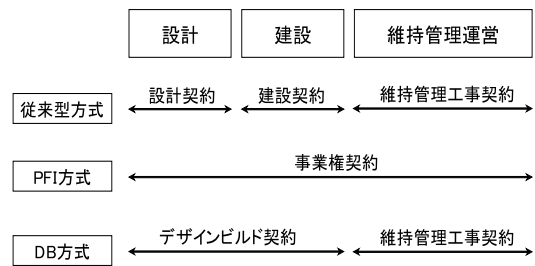 設計
建設
維持管理運営
従来型方式
設計契約
建設契約
維持管理工事契約
PFI方式
事業権契約
DB方式
デザインビルド契約
維持管理工事契約